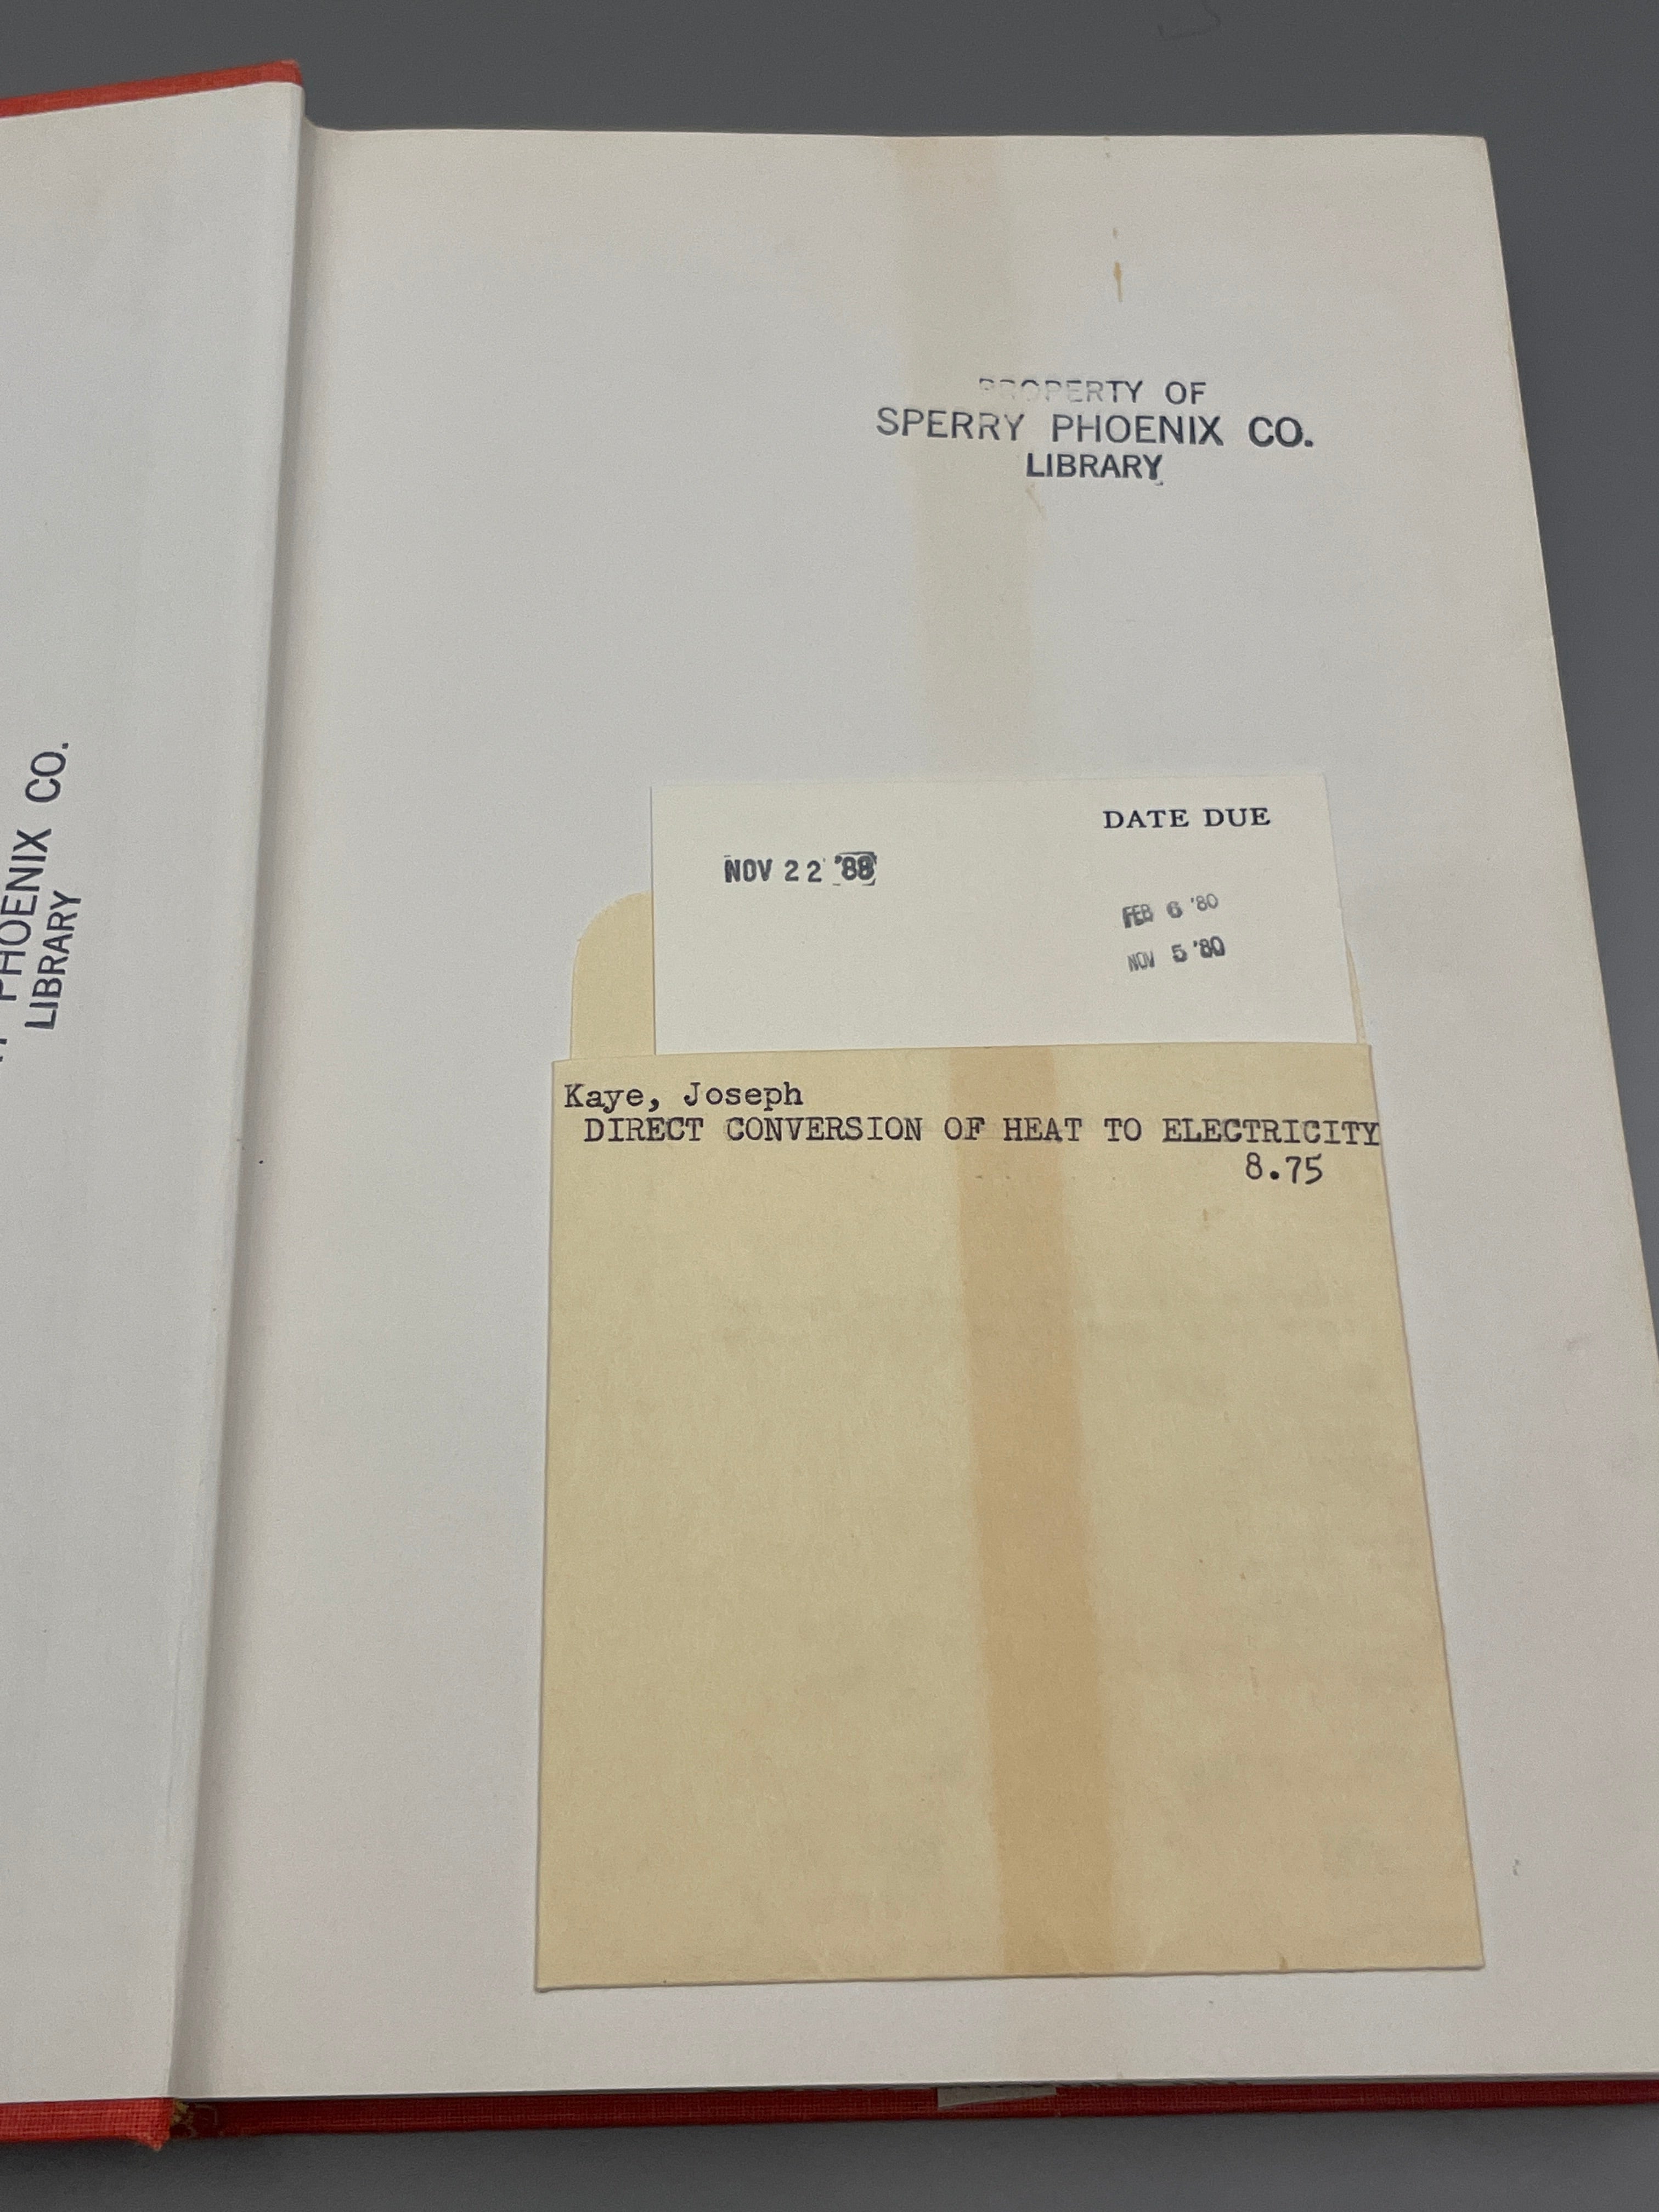 PHOENIX CO.
LIBRARY
PROPERTY OF
SPERRY PHOENIX CO.
LIBRARY
DATE DUE
NOV 22 '88
FEB 6 '80
NOV 5 '80
Kaye, Joseph
DIRECT CONVERSION OF HEAT TO ELECTRICITY
8.75